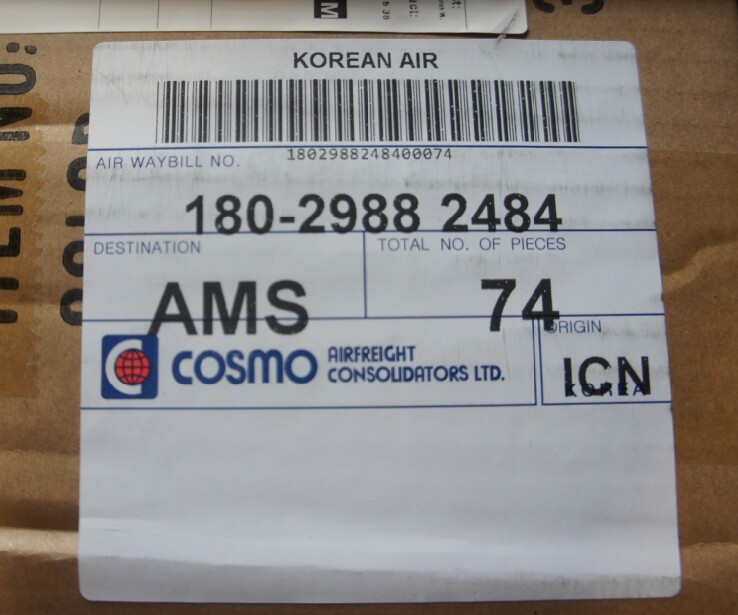 KOREAN AIR
AIR WAYBILL NO.
1802988248400074
180-2988 2484
DESTINATION
TOTAL NO. OF PIECES
AMS
74
ORIGIN
COSMO
AIRFREIGHT
CONSOLIDATORS LTD.
ICN
KOREA